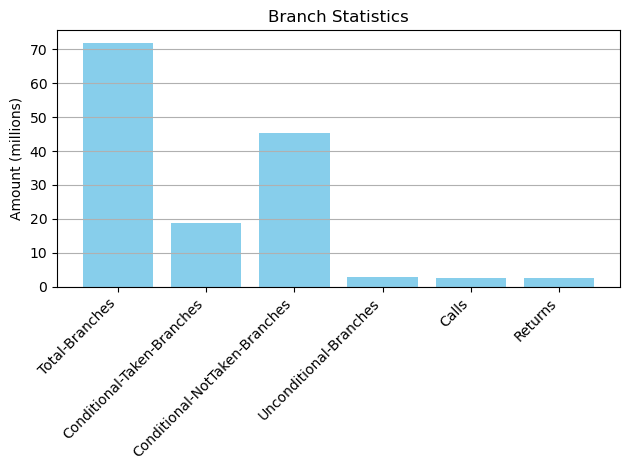 Branch Statistics
Amount (millions)
70
60
50
40
30
20
10
0
Total-Branches
Conditional-Taken-Branches
Conditional-NotTaken-Branches
Unconditional-Branches
Calls
Returns